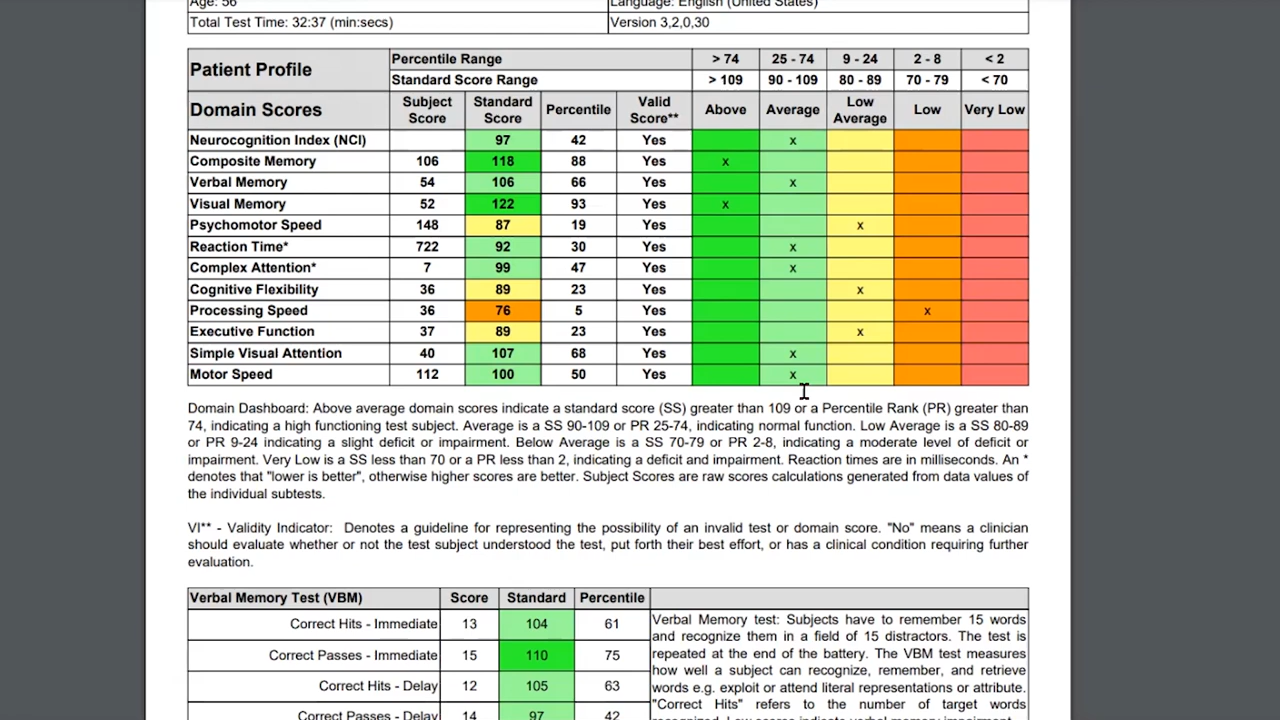 Age: 56 Language: English (United States)
Total Test Time: 32:37 (min:secs) Version 3,2,0,30
Patient Profile Percentile Range > 74 25 - 74 9 - 24 2 - 8 < 2
Standard Score Range > 109 90 - 109 80 - 89 70 - 79 < 70
Domain Scores Subject Score Standard Score Percentile Valid Score** Above Average Low Average Low Very Low
Neurocognition Index (NCI) 97 42 Yes x
Composite Memory 106 118 88 Yes x
Verbal Memory 54 106 66 Yes x
Visual Memory 52 122 93 Yes x
Psychomotor Speed 148 87 19 Yes x
Reaction Time* 722 92 30 Yes x
Complex Attention* 7 99 47 Yes x
Cognitive Flexibility 36 89 23 Yes x
Processing Speed 36 76 5 Yes x
Executive Function 37 89 23 Yes x
Simple Visual Attention 40 107 68 Yes x
Motor Speed 112 100 50 Yes x
Domain Dashboard: Above average domain scores indicate a standard score (SS) greater than 109 or a Percentile Rank (PR) greater than
74, indicating a high functioning test subject. Average is a SS 90-109 or PR 25-74, indicating normal function. Low Average is a SS 80-89
or PR 9-24 indicating a slight deficit or impairment. Below Average is a SS 70-79 or PR 2-8, indicating a moderate level of deficit or
impairment. Very Low is a SS less than 70 or a PR less than 2, indicating a deficit and impairment. Reaction times are in milliseconds. An *
denotes that "lower is better", otherwise higher scores are better. Subject Scores are raw scores calculations generated from data values of
the individual subtests.
VI** - Validity Indicator: Denotes a guideline for representing the possibility of an invalid test or domain score. "No" means a clinician
should evaluate whether or not the test subject understood the test, put forth their best effort, or has a clinical condition requiring further
evaluation.
Verbal Memory Test (VBM) Score Standard Percentile
Correct Hits - Immediate 13 104 61
Correct Passes - Immediate 15 110 75
Correct Hits - Delay 12 105 63
Correct Passes - Delay 14 97 42
Verbal Memory test: Subjects have to remember 15 words
and recognize them in a field of 15 distractors. The test is
repeated at the end of the battery. The VBM test measures
how well a subject can recognize, remember, and retrieve
words e.g. exploit or attend literal representations or attribute.
"Correct Hits" refers to the number of target words
recognized. Low scores indicate verbal memory impairment.